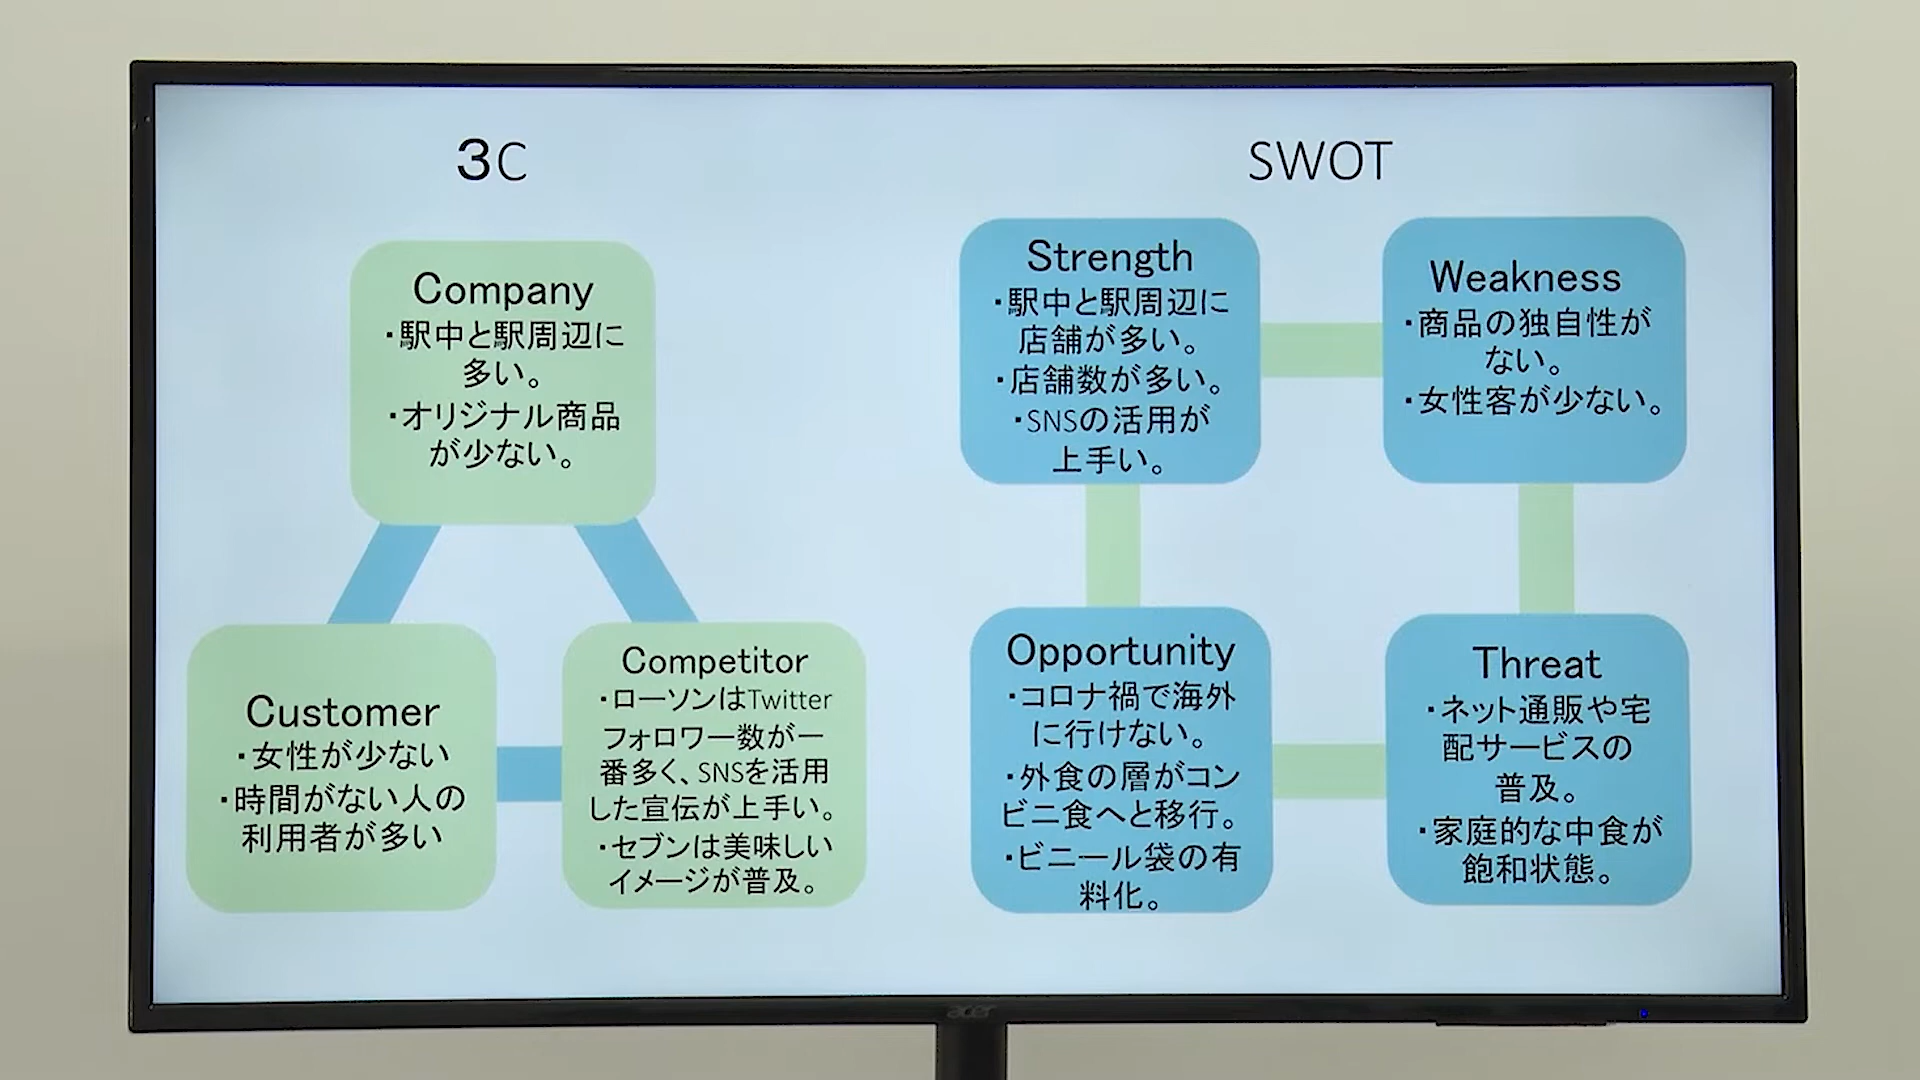 3C
Company
・駅中と駅周辺に
多い。
・オリジナル商品
が少ない。
Customer
・女性が少ない
・時間がない人の
利用者が多い
Competitor
・ローソンはTwitter
フォロワー数が一
番多く、SNSを活用
した宣伝が上手い。
・セブンは美味しい
イメージが普及。
SWOT
Strength
・駅中と駅周辺に
店舗が多い。
・店舗数が多い。
・SNSの活用が
上手い。
Weakness
・商品の独自性が
ない。
・女性客が少ない。
Opportunity
・コロナ禍で海外
に行けない。
・外食の層がコン
ビニ食へと移行。
・ビニール袋の有
料化。
Threat
・ネット通販や宅
配サービスの
普及。
・家庭的な中食が
飽和状態。
acer